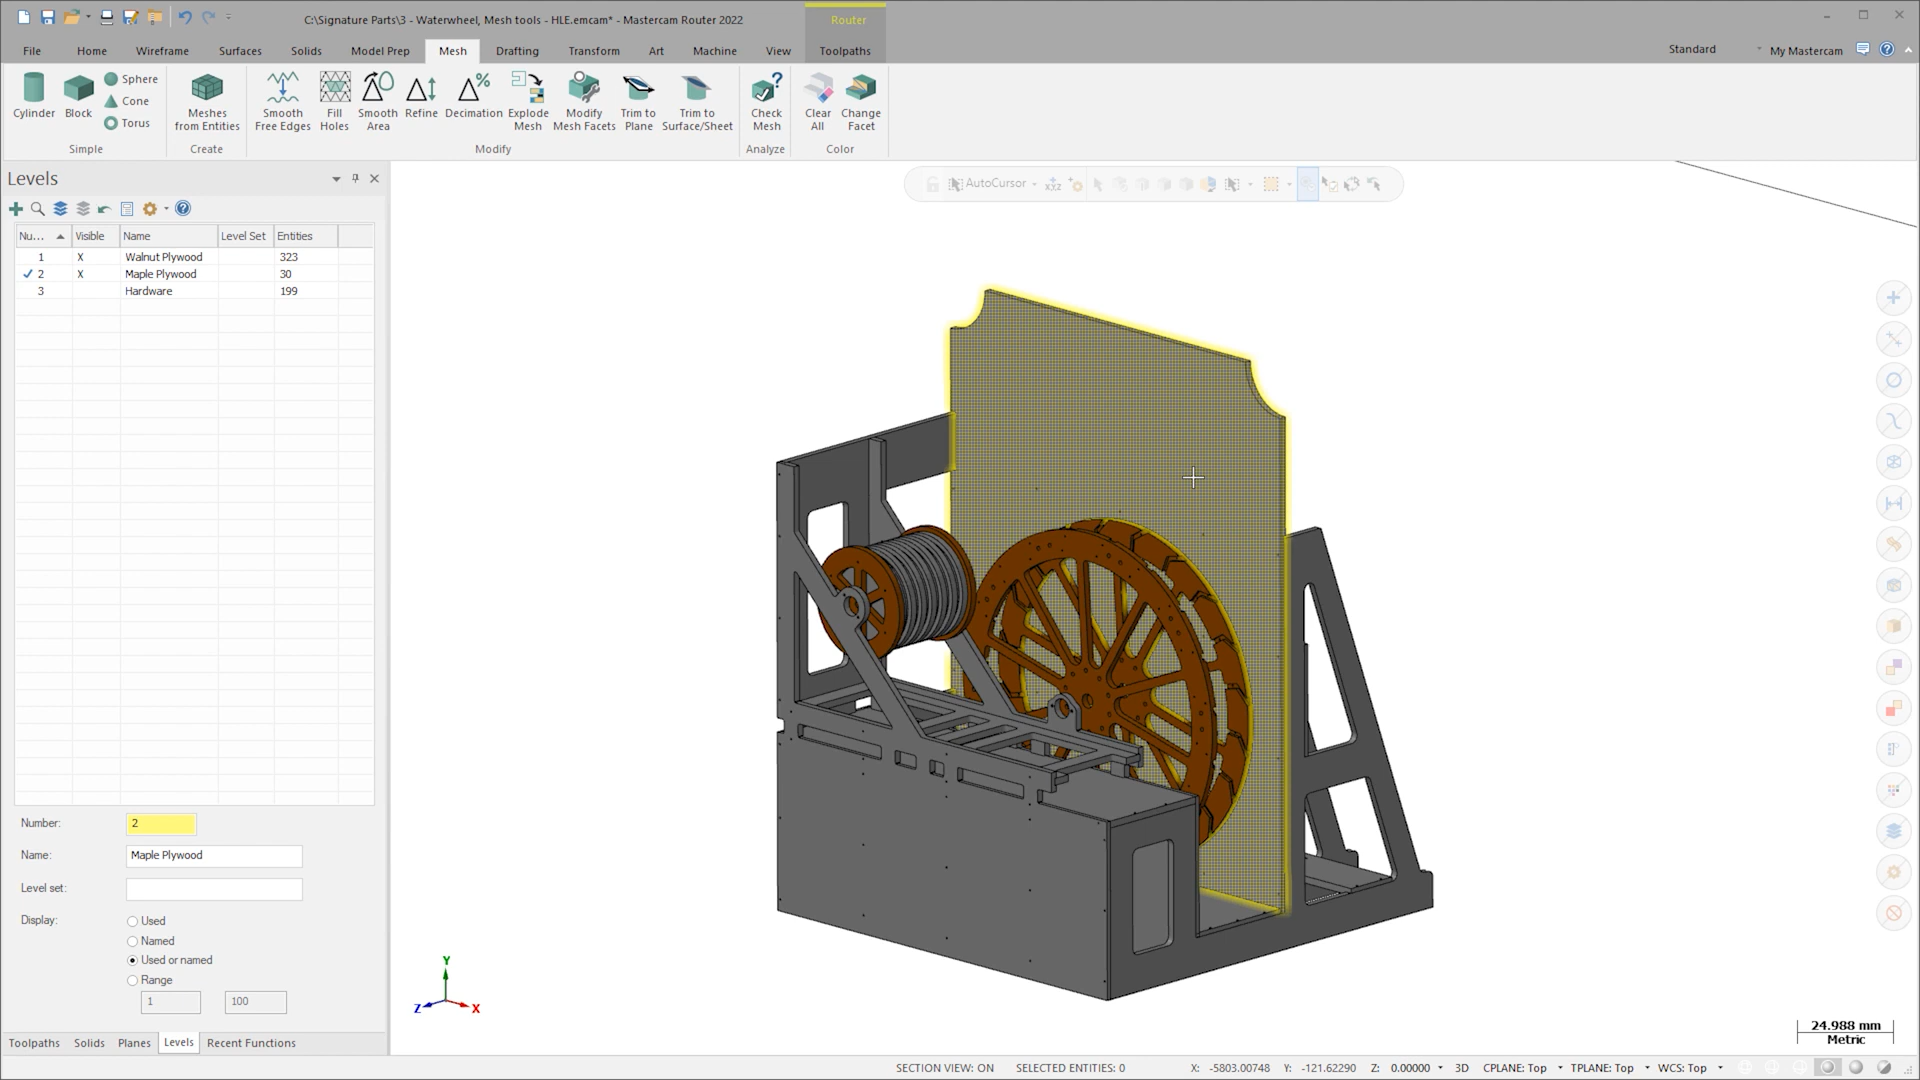 C:\Signature Parts\3 - Waterwheel, Mesh tools - HLE.emcam* - Mastercam Router 2022
Router
File Home Wireframe Surfaces Solids Model Prep Mesh Drafting Transform Art Machine View Toolpaths
Standard My Mastercam
Cylinder
Block
Sphere
Cone
Torus
Simple
Meshes
from Entities
Create
Smooth
Free Edges
Fill
Holes
Smooth
Area
Refine
Decimation
Explode
Mesh
Modify
Mesh Facets
Trim to
Plane
Trim to
Surface/Sheet
Modify
Check
Mesh
Analyze
Clear
All
Change
Facet
Color
Levels
AutoCursor
Nu... Visible Name Level Set Entities
1 X Walnut Plywood 323
2 X Maple Plywood 30
3 Hardware 199
Number: 2
Name: Maple Plywood
Level set:
Display: Used
Named
Used or named
Range
1 100
Y
Z X
24.988 mm
Metric
Toolpaths Solids Planes Levels Recent Functions
SECTION VIEW: ON SELECTED ENTITIES: 0 X: -5803.00748 Y: -121.62290 Z: 0.00000 3D CPLANE: Top TPLANE: Top WCS: Top